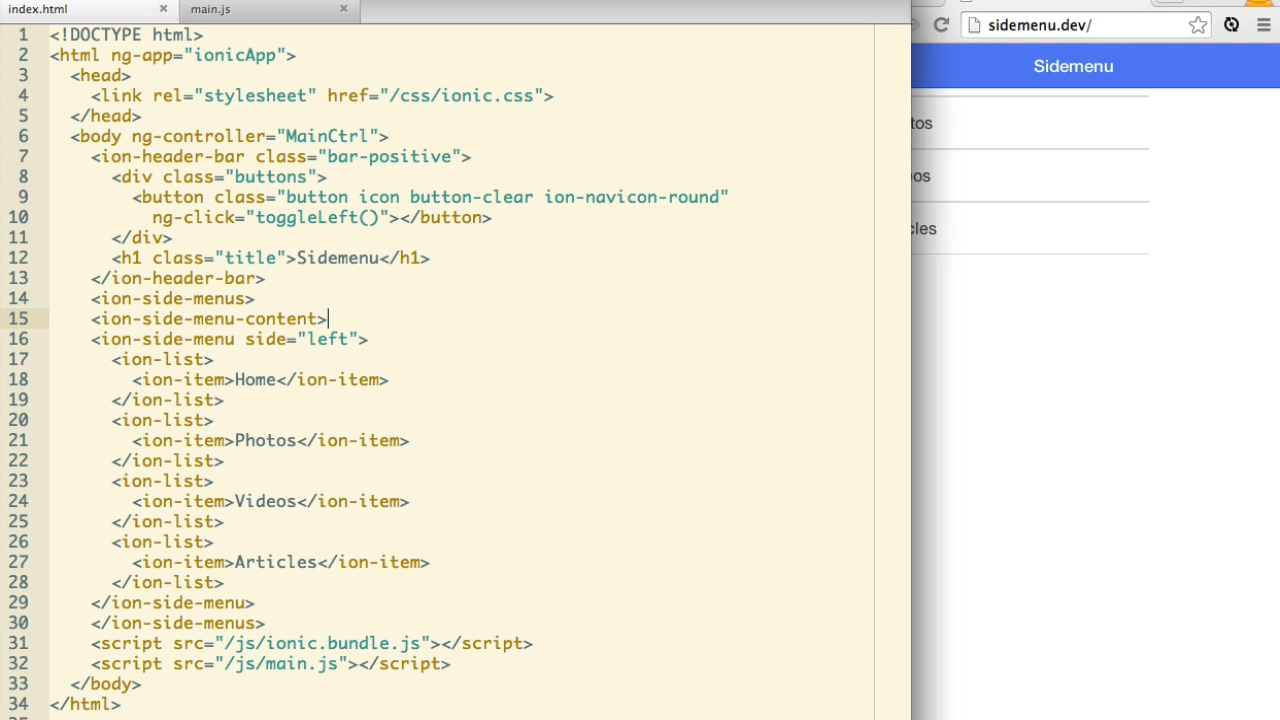 index.html × main.js ×
1 <!DOCTYPE html>
2 <html ng-app="ionicApp">
3 <head>
4 <link rel="stylesheet" href="/css/ionic.css">
5 </head>
6 <body ng-controller="MainCtrl">
7 <ion-header-bar class="bar-positive">
8 <div class="buttons">
9 <button class="button icon button-clear ion-navicon-round"
10 ng-click="toggleLeft()"></button>
11 </div>
12 <h1 class="title">Sidemenu</h1>
13 </ion-header-bar>
14 <ion-side-menus>
15 <ion-side-menu-content>
16 <ion-side-menu side="left">
17 <ion-list>
18 <ion-item>Home</ion-item>
19 </ion-list>
20 <ion-list>
21 <ion-item>Photos</ion-item>
22 </ion-list>
23 <ion-list>
24 <ion-item>Videos</ion-item>
25 </ion-list>
26 <ion-list>
27 <ion-item>Articles</ion-item>
28 </ion-list>
29 </ion-side-menu>
30 </ion-side-menus>
31 <script src="/js/ionic.bundle.js"></script>
32 <script src="/js/main.js"></script>
33 </body>
34 </html>
sidemenu.dev/
Sidemenu
tos
os
cles